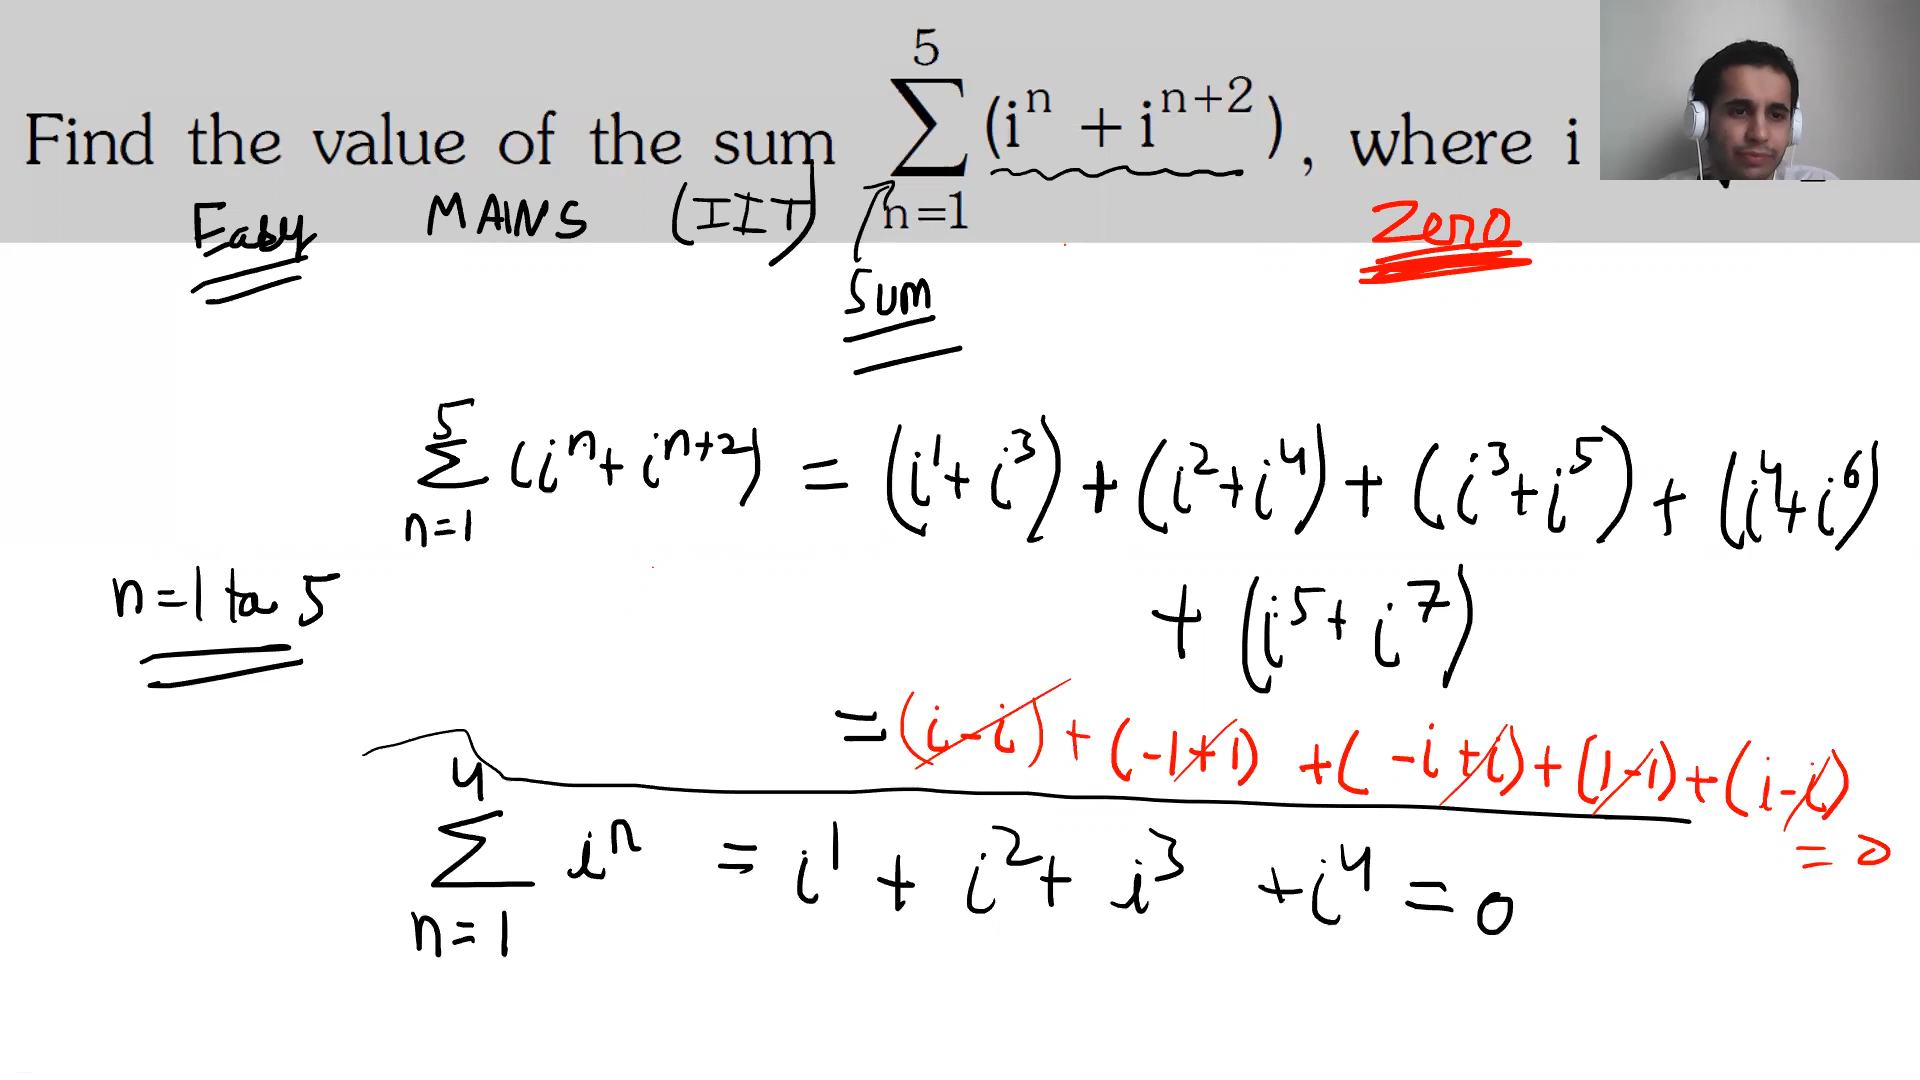 Find the value of the sum ∑_{n=1}^{5} (i^n + i^{n+2}), where i
Easy MAINS (IIT) Zero
Sum
∑_{n=1}^{5} (i^n + i^{n+2}) = (i^1 + i^3) + (i^2 + i^4) + (i^3 + i^5) + (i^4 + i^6)
n=1 to 5 + (i^5 + i^7)
= (i - i) + (-1 + 1) + (-i + i) + (1 - 1) + (i - i)
= 0
∑_{n=1}^{4} i^n = i^1 + i^2 + i^3 + i^4 = 0